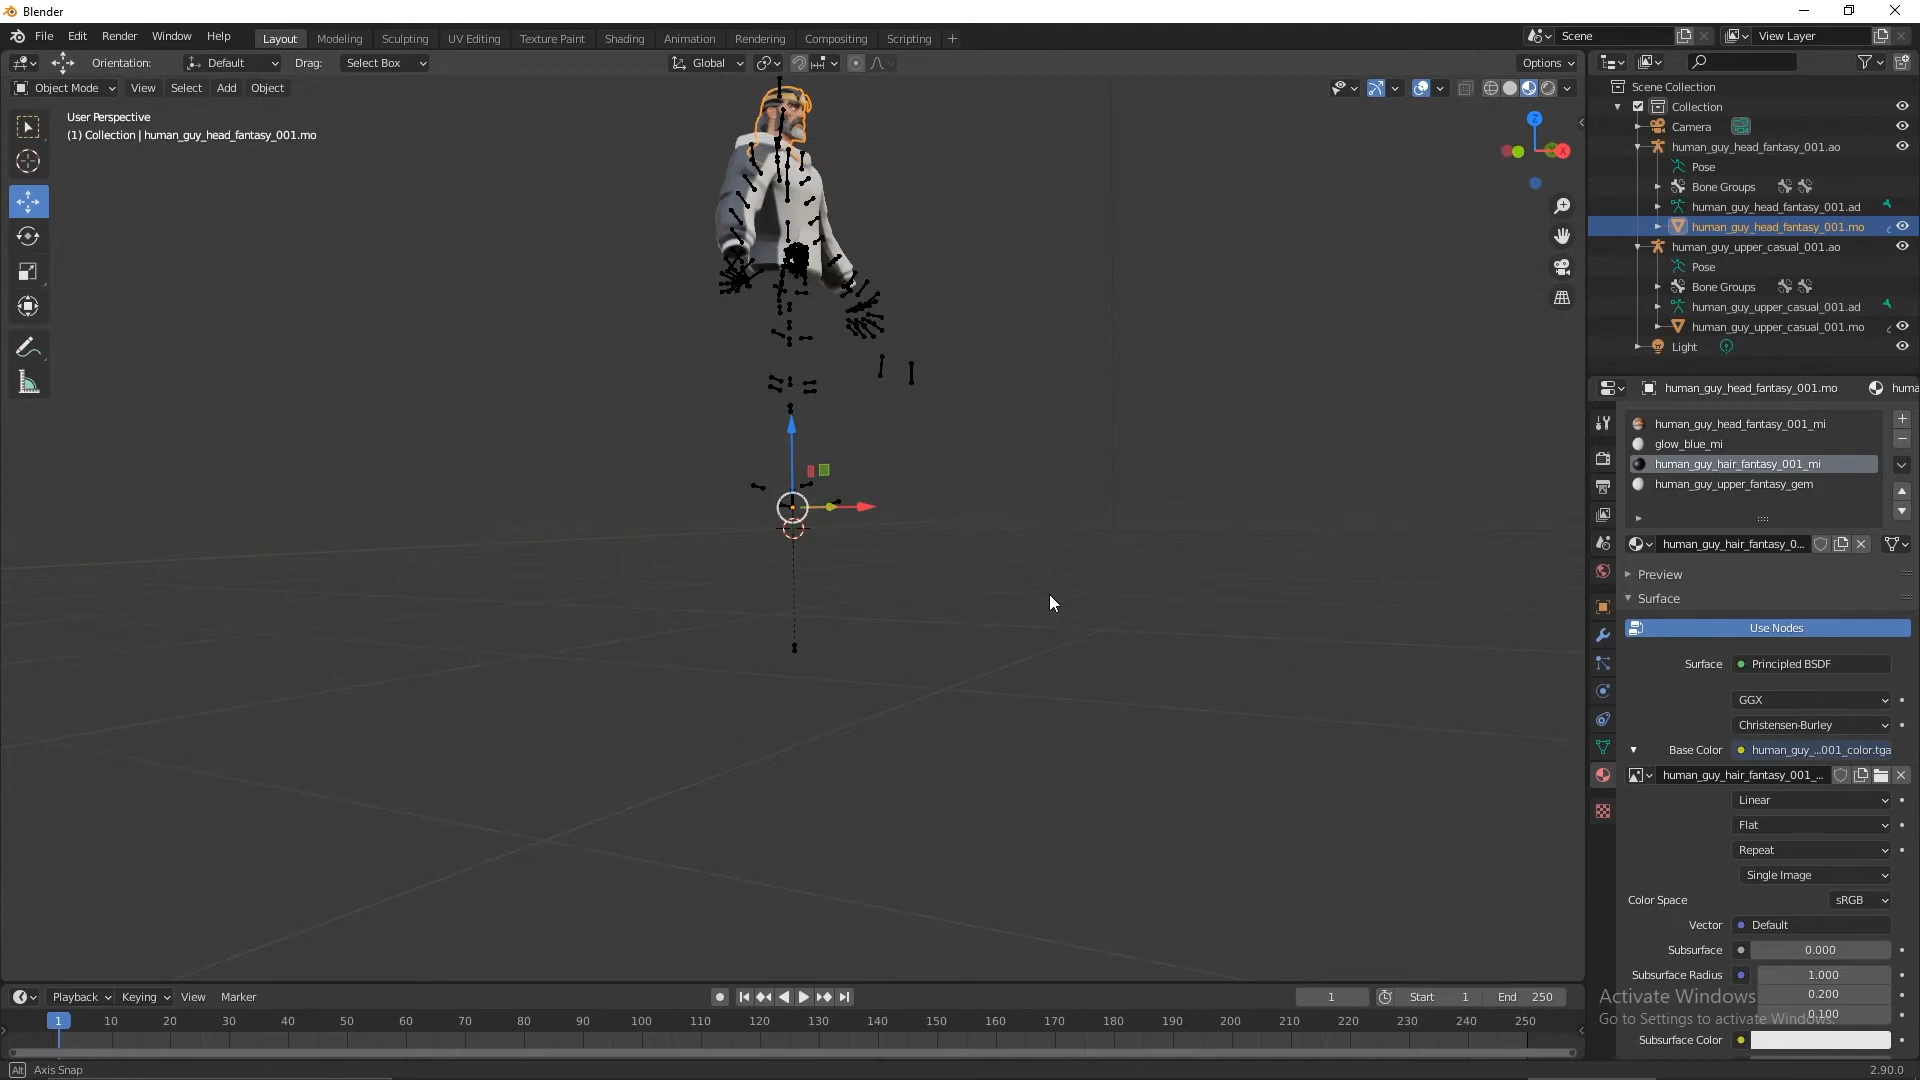 Blender
File Edit Render Window Help
Layout Modeling Sculpting UV Editing Texture Paint Shading Animation Rendering Compositing Scripting +
Scene
View Layer
Orientation: Default Drag: Select Box
Global
Options
Object Mode View Select Add Object
User Perspective
(1) Collection | human_guy_head_fantasy_001.mo
Z
X
Scene Collection
Collection
Camera
human_guy_head_fantasy_001.ao
Pose
Bone Groups
human_guy_head_fantasy_001.ad
human_guy_head_fantasy_001.mo
human_guy_upper_casual_001.ao
Pose
Bone Groups
human_guy_upper_casual_001.ad
human_guy_upper_casual_001.mo
Light
human_guy_head_fantasy_001.mo huma
human_guy_head_fantasy_001_mi
glow_blue_mi
human_guy_hair_fantasy_001_mi
human_guy_upper_fantasy_gem
human_guy_hair_fantasy_0...
Preview
Surface
Use Nodes
Surface Principled BSDF
GGX
Christensen-Burley
Base Color human_guy_...001_color.tga
human_guy_hair_fantasy_001_...
Linear
Flat
Repeat
Single Image
Color Space sRGB
Vector Default
Subsurface 0.000
Subsurface Radius 1.000
0.200
0.100
Subsurface Color
Activate Windows
Go to Settings to activate Windows.
Playback Keying View Marker
1 Start 1 End 250
1 10 20 30 40 50 60 70 80 90 100 110 120 130 140 150 160 170 180 190 200 210 220 230 240 250
Alt Axis Snap
2.90.0